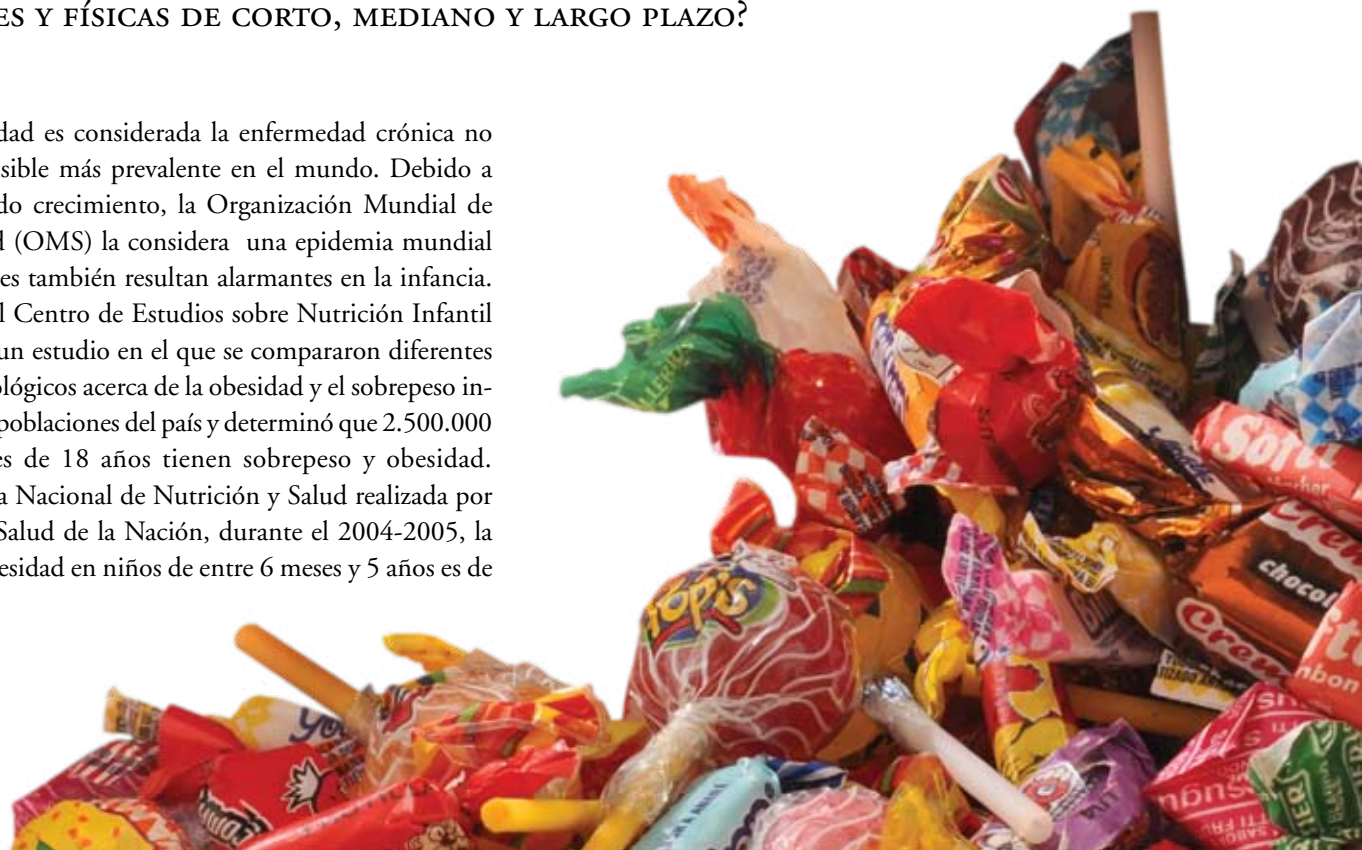 ES Y FÍSICAS DE CORTO, MEDIANO Y LARGO PLAZO?
dad es considerada la enfermedad crónica no
sible más prevalente en el mundo. Debido a
do crecimiento, la Organización Mundial de
d (OMS) la considera una epidemia mundial
es también resultan alarmantes en la infancia.
l Centro de Estudios sobre Nutrición Infantil
un estudio en el que se compararon diferentes
ológicos acerca de la obesidad y el sobrepeso in-
poblaciones del país y determinó que 2.500.000
es de 18 años tienen sobrepeso y obesidad.
a Nacional de Nutrición y Salud realizada por
Salud de la Nación, durante el 2004-2005, la
esidad en niños de entre 6 meses y 5 años es de
chocol
nbon